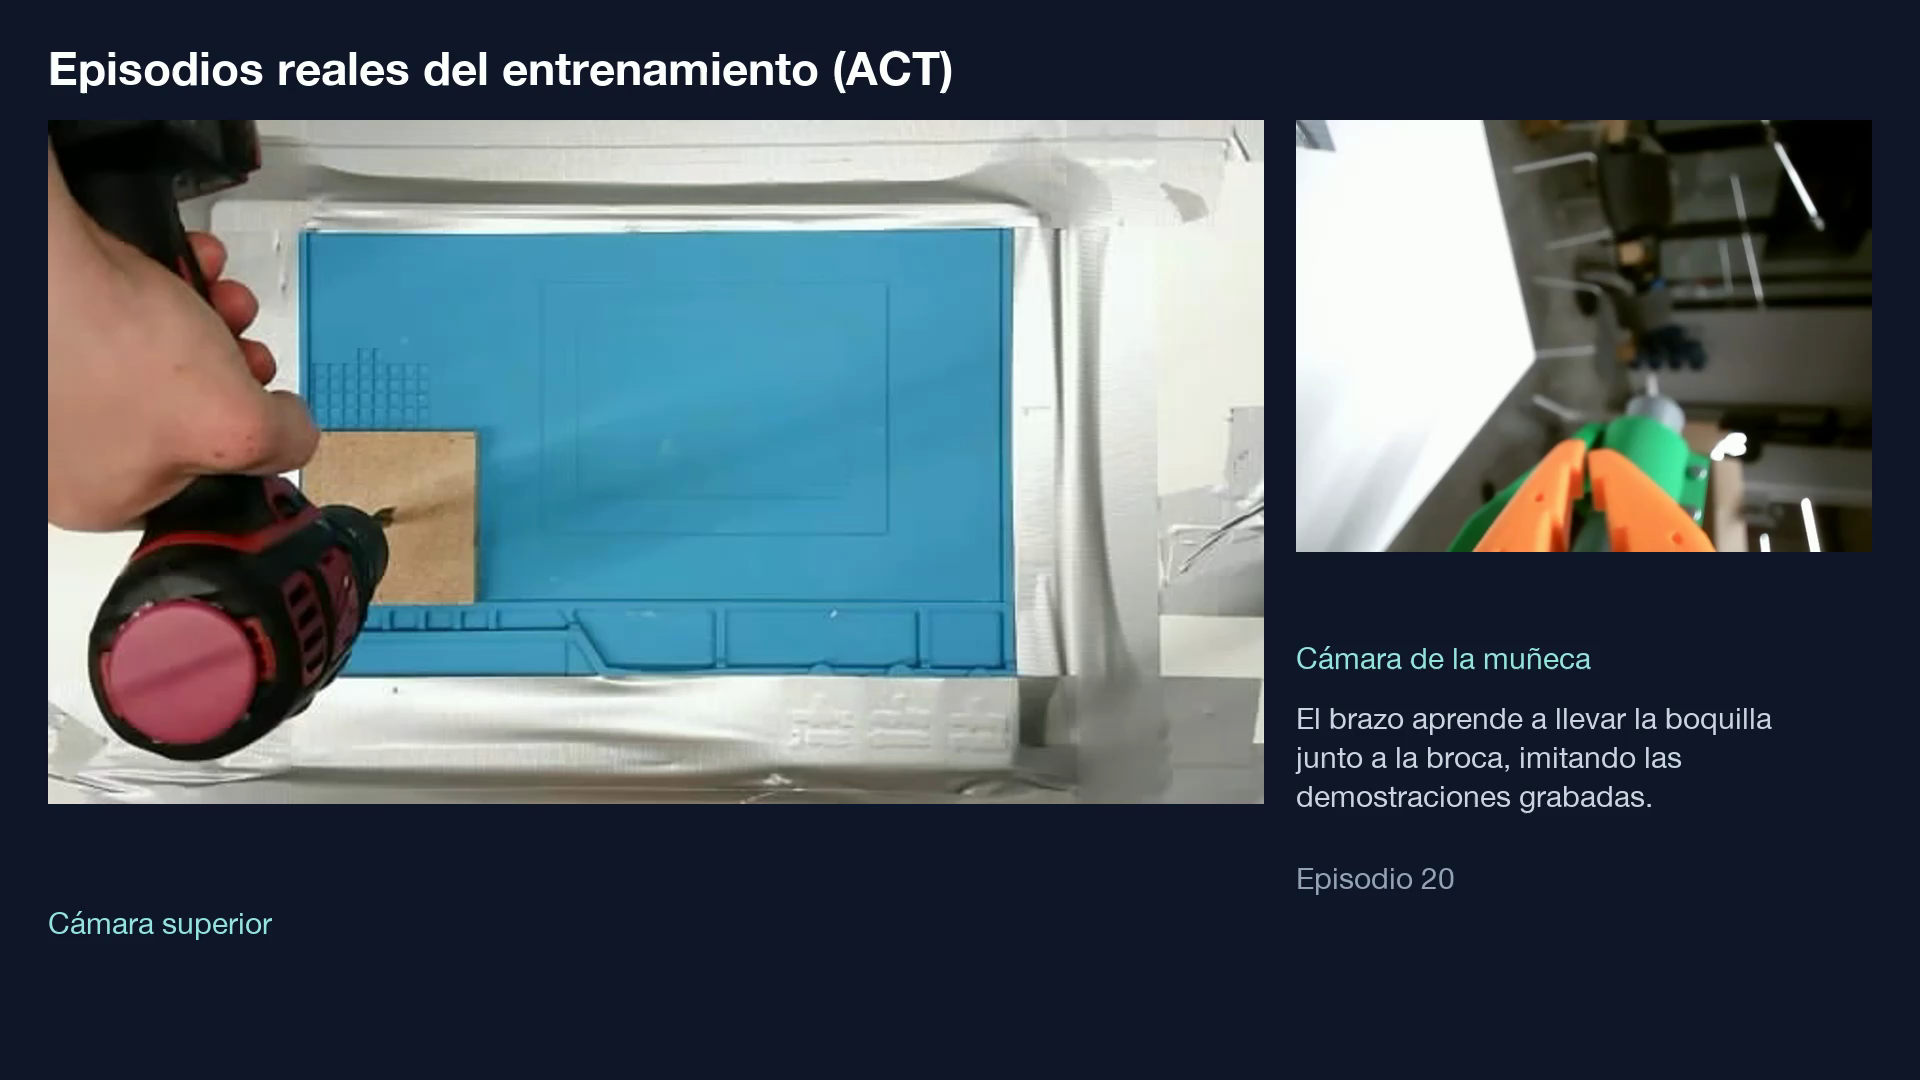 Episodios reales del entrenamiento (ACT)
Cámara de la muñeca
El brazo aprende a llevar la boquilla
junto a la broca, imitando las
demostraciones grabadas.
Episodio 20
Cámara superior